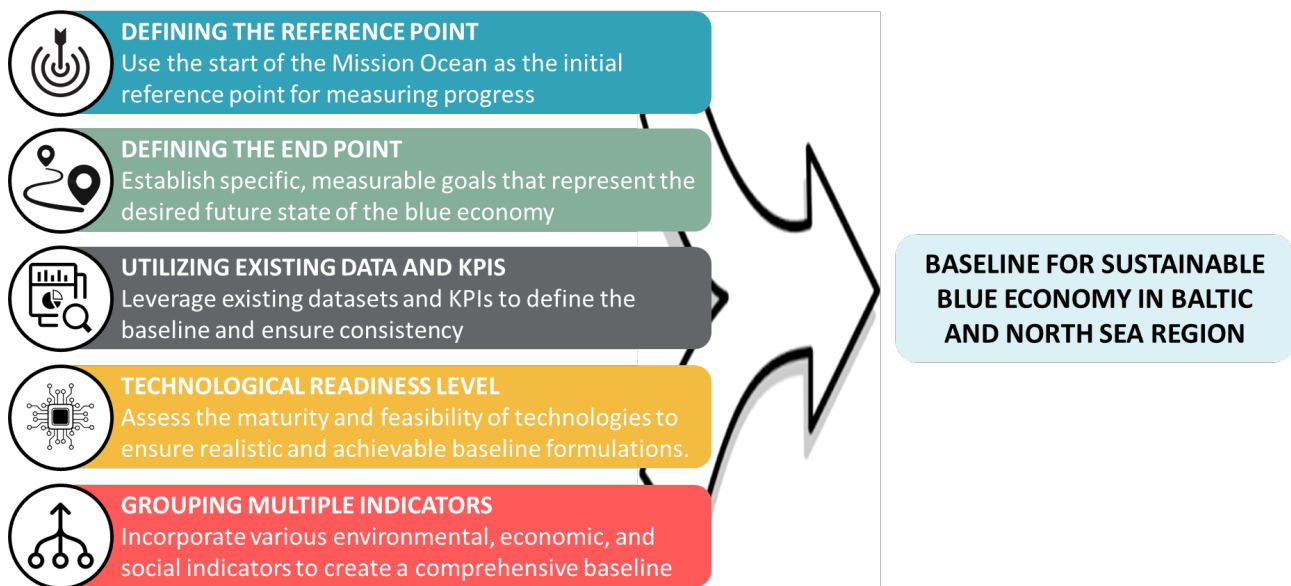 DEFINING THE REFERENCE POINT
Use the start of the Mission Ocean as the initial
reference point for measuring progress
DEFINING THE END POINT
Establish specific, measurable goals that represent the
desired future state of the blue economy
UTILIZING EXISTING DATA AND KPIS
Leverage existing datasets and KPIs to define the
baseline and ensure consistency
TECHNOLOGICAL READINESS LEVEL
Assess the maturity and feasibility of technologies to
ensure realistic and achievable baseline formulations.
GROUPING MULTIPLE INDICATORS
Incorporate various environmental, economic, and
social indicators to create a comprehensive baseline
BASELINE FOR SUSTAINABLE
BLUE ECONOMY IN BALTIC
AND NORTH SEA REGION